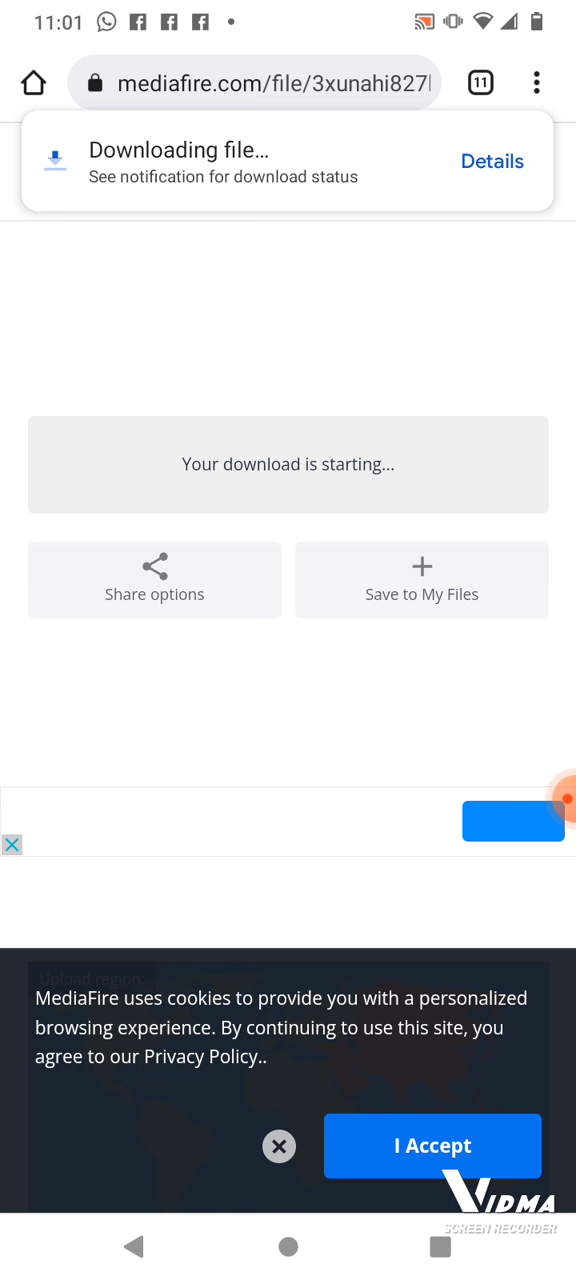 11:01
mediafire.com/file/3xunahi827
11
Downloading file...
See notification for download status
Details
Your download is starting...
Share options
Save to My Files
Upload region:
MediaFire uses cookies to provide you with a personalized
browsing experience. By continuing to use this site, you
agree to our Privacy Policy..
I Accept
VIDMA
SCREEN RECORDER